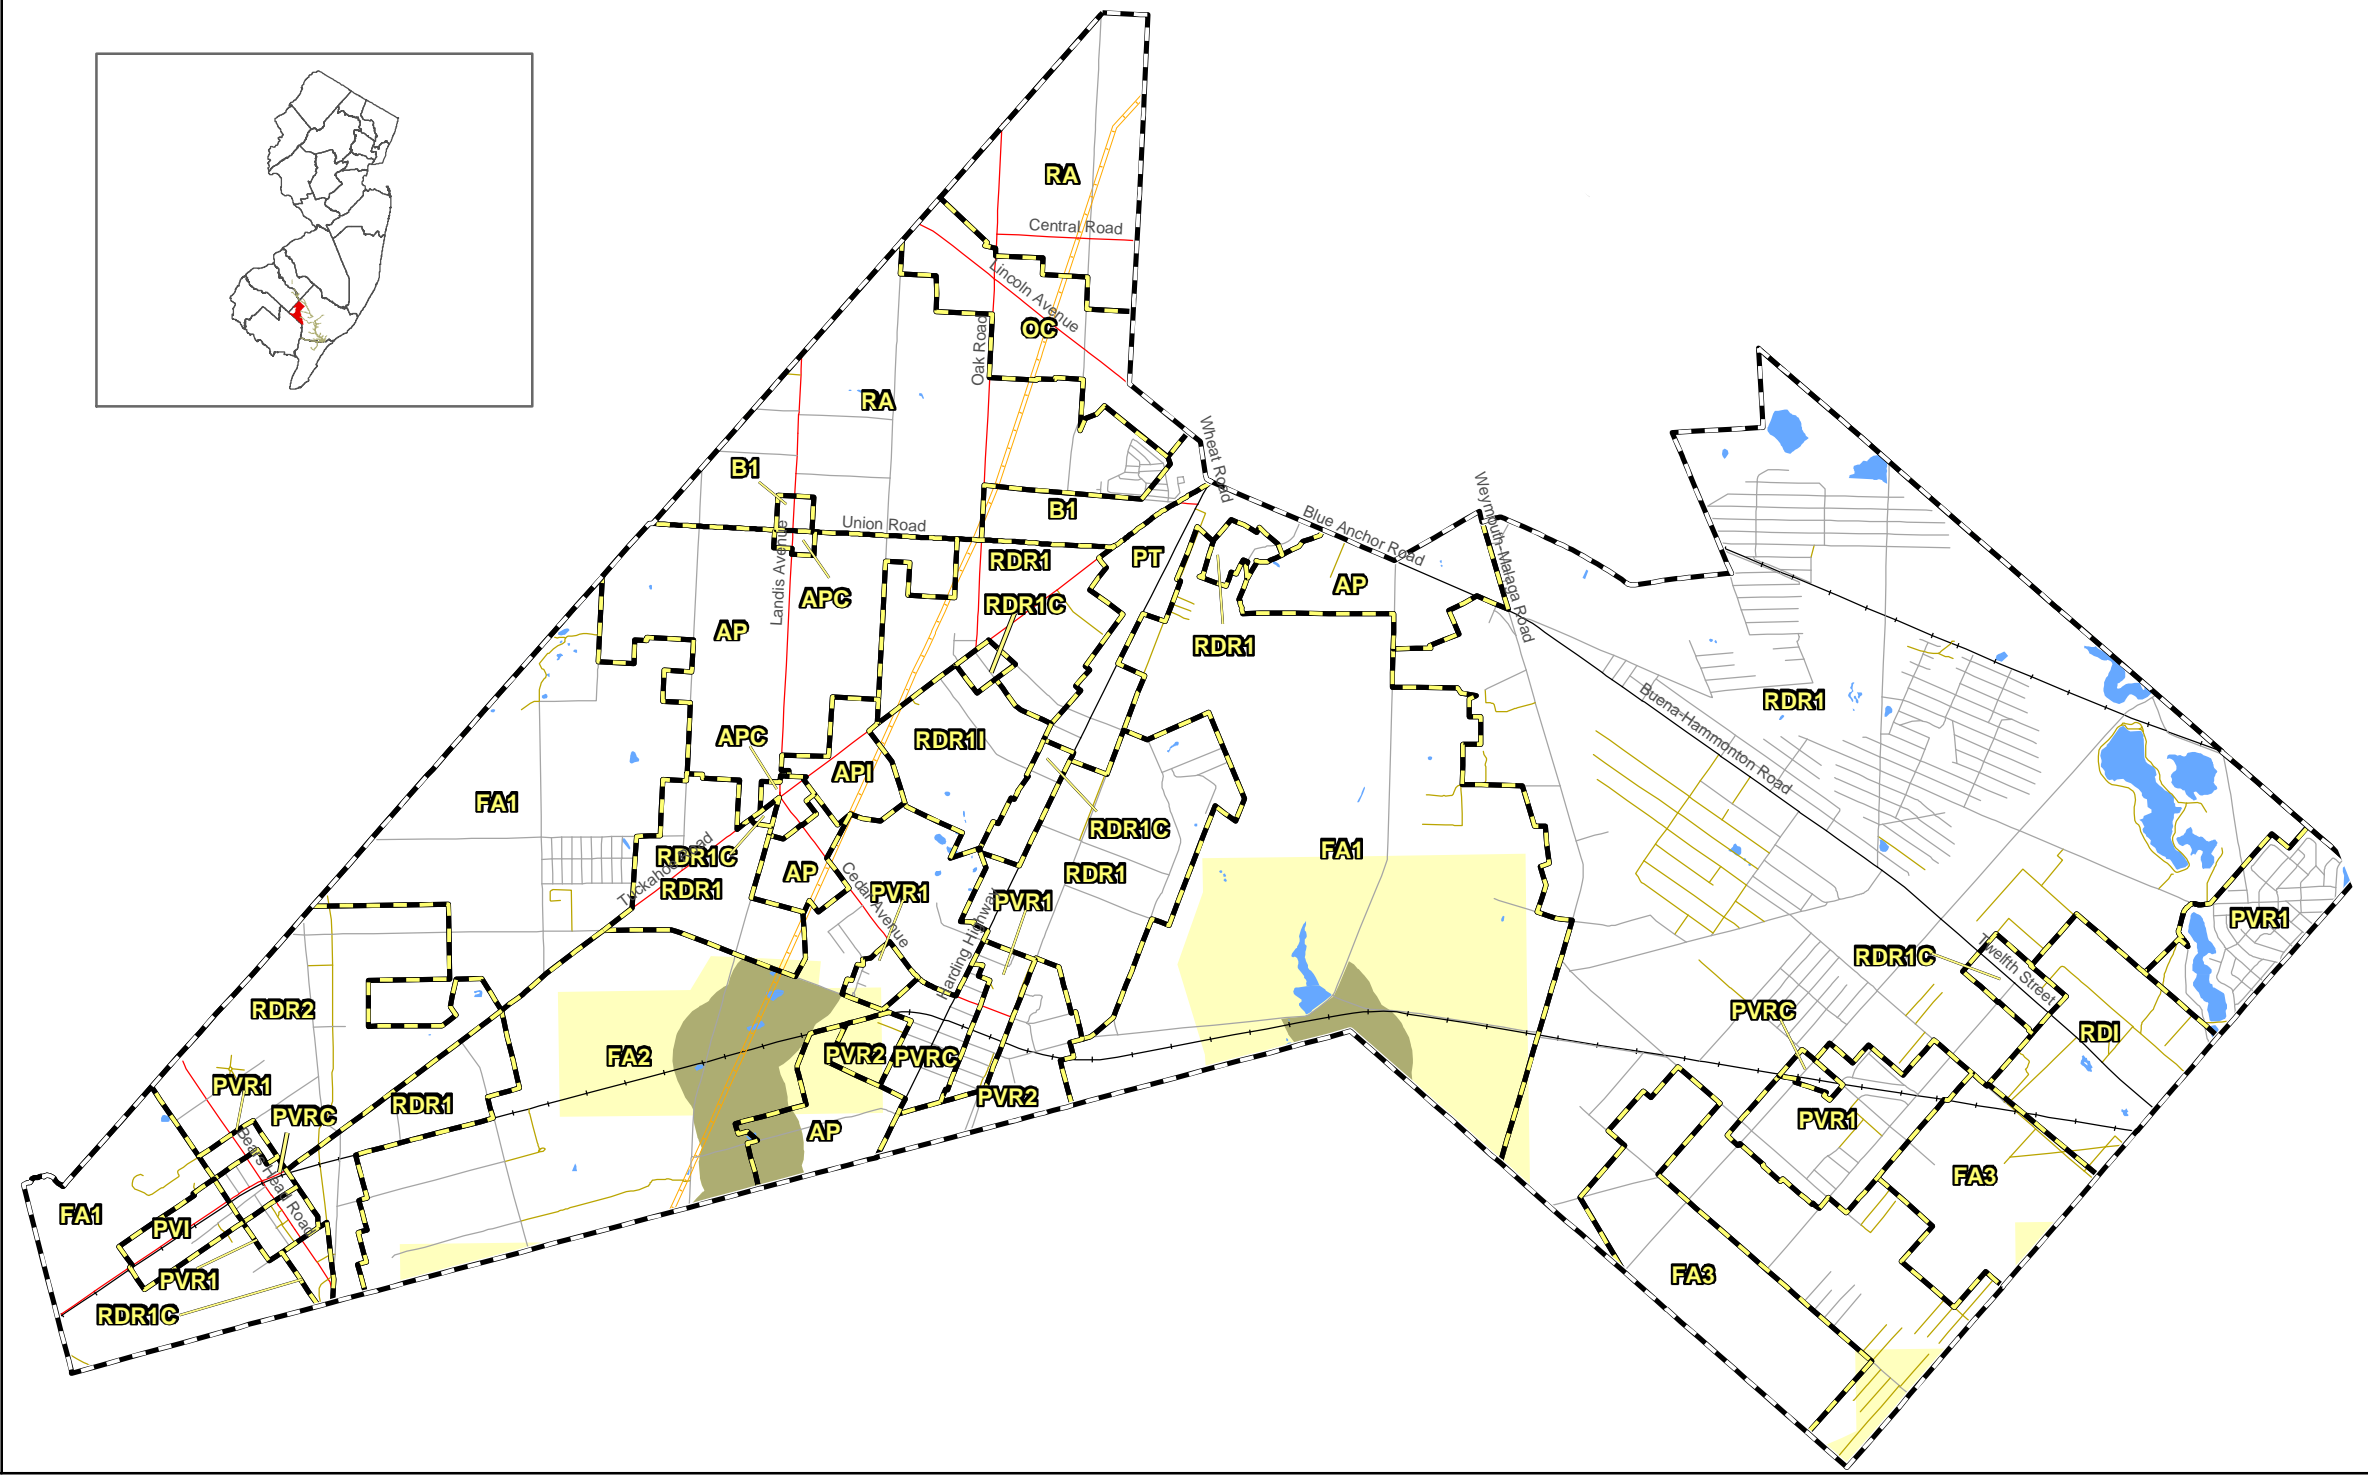 RA
Central Road
Lincoln Avenue
OC
Oak Road
RA
Wheat Road
B1
B1
Union Road
Landis Avenue
Blue Anchor Road
Weymouth-Malaga Road
RDR1
PT
APC
RDR1C
AP
AP
RDR1
Buena-Hammonton Road
RDR1
APC
RDR1I
API
FA1
RDR1C
FA1
RDR1C
Tuckahoe Road
RDR1
AP
Cedar Avenue
PVR1
RDR1
PVR1
PVR1
Harding Highway
RDR1C
Twelfth Street
RDR2
PVRC
RDI
FA2
PVR2
PVRC
PVR1
RDR1
PVR2
PVRC
PVR1
AP
Bears Head Road
FA3
FA1
PVI
PVR1
FA3
RDR1C